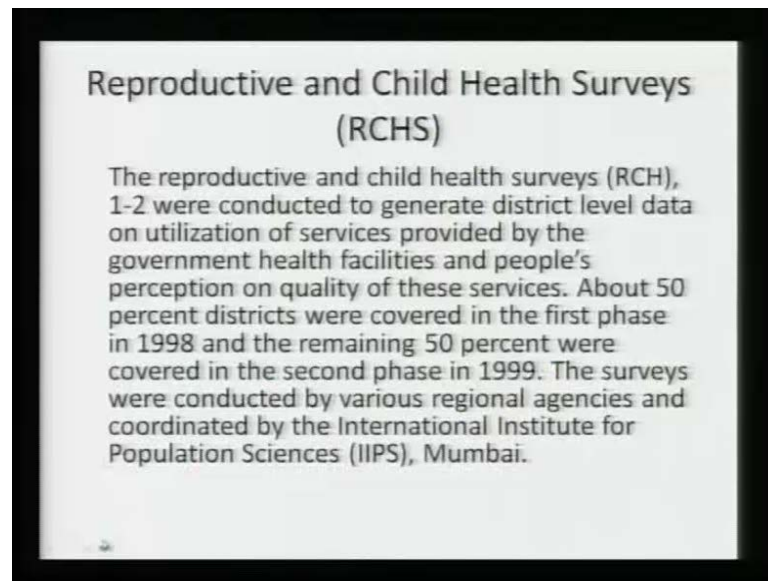 Reproductive and Child Health Surveys
(RCHS)
The reproductive and child health surveys (RCH),
1-2 were conducted to generate district level data
on utilization of services provided by the
government health facilities and people's
perception on quality of these services. About 50
percent districts were covered in the first phase
in 1998 and the remaining 50 percent were
covered in the second phase in 1999. The surveys
were conducted by various regional agencies and
coordinated by the International Institute for
Population Sciences (IIPS), Mumbai.